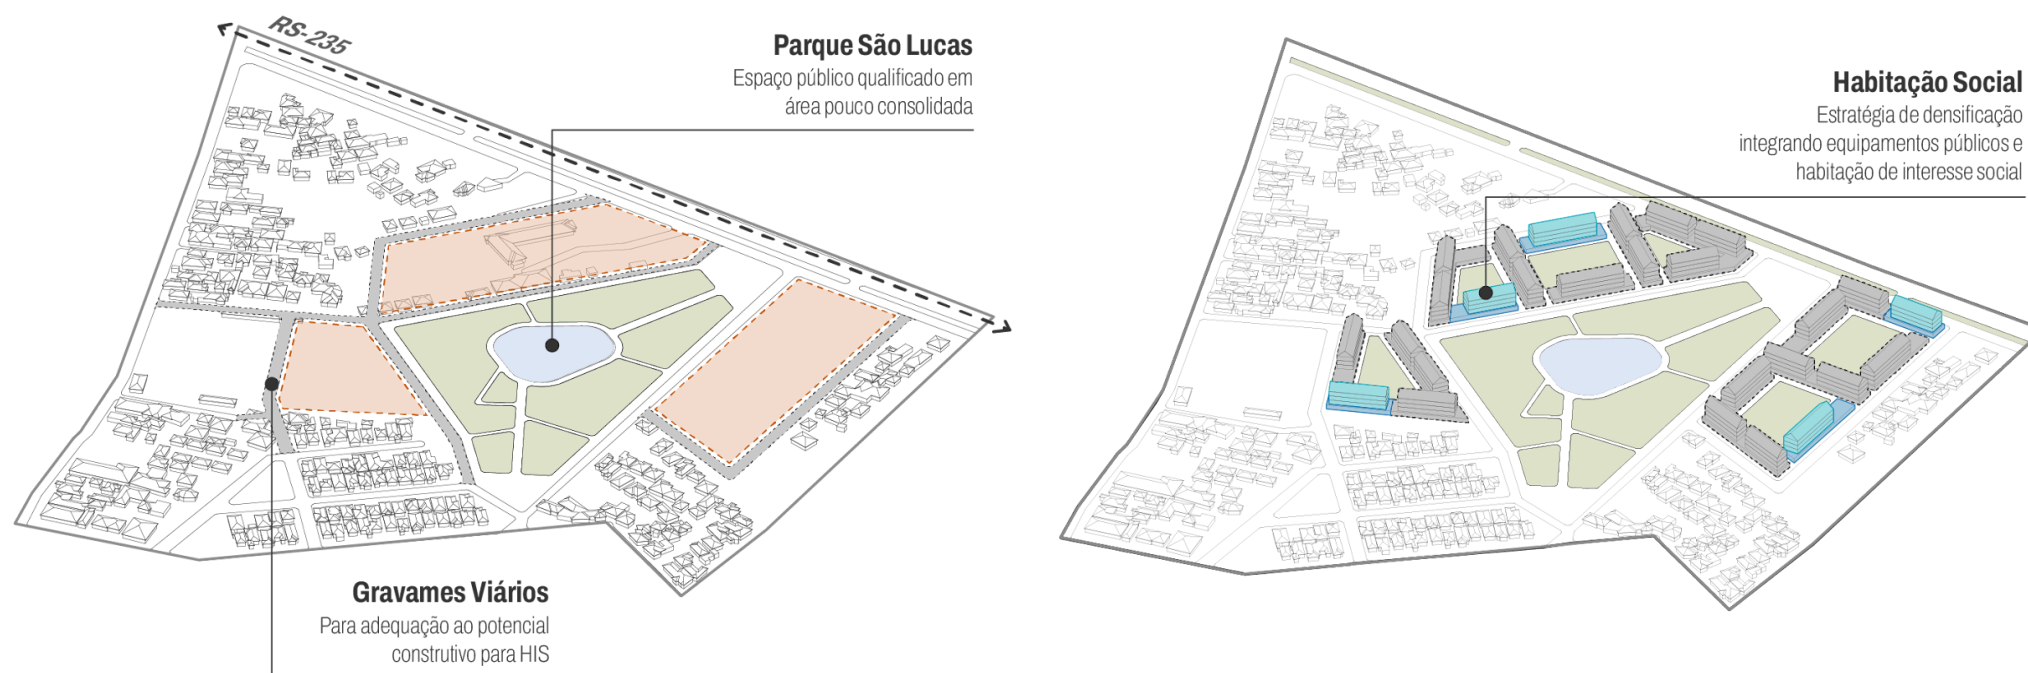 RS-235
Parque São Lucas
Espaço público qualificado em
área pouco consolidada
Gravames Viários
Para adequação ao potencial
construtivo para HIS
Habitação Social
Estratégia de densificação
integrando equipamentos públicos e
habitação de interesse social